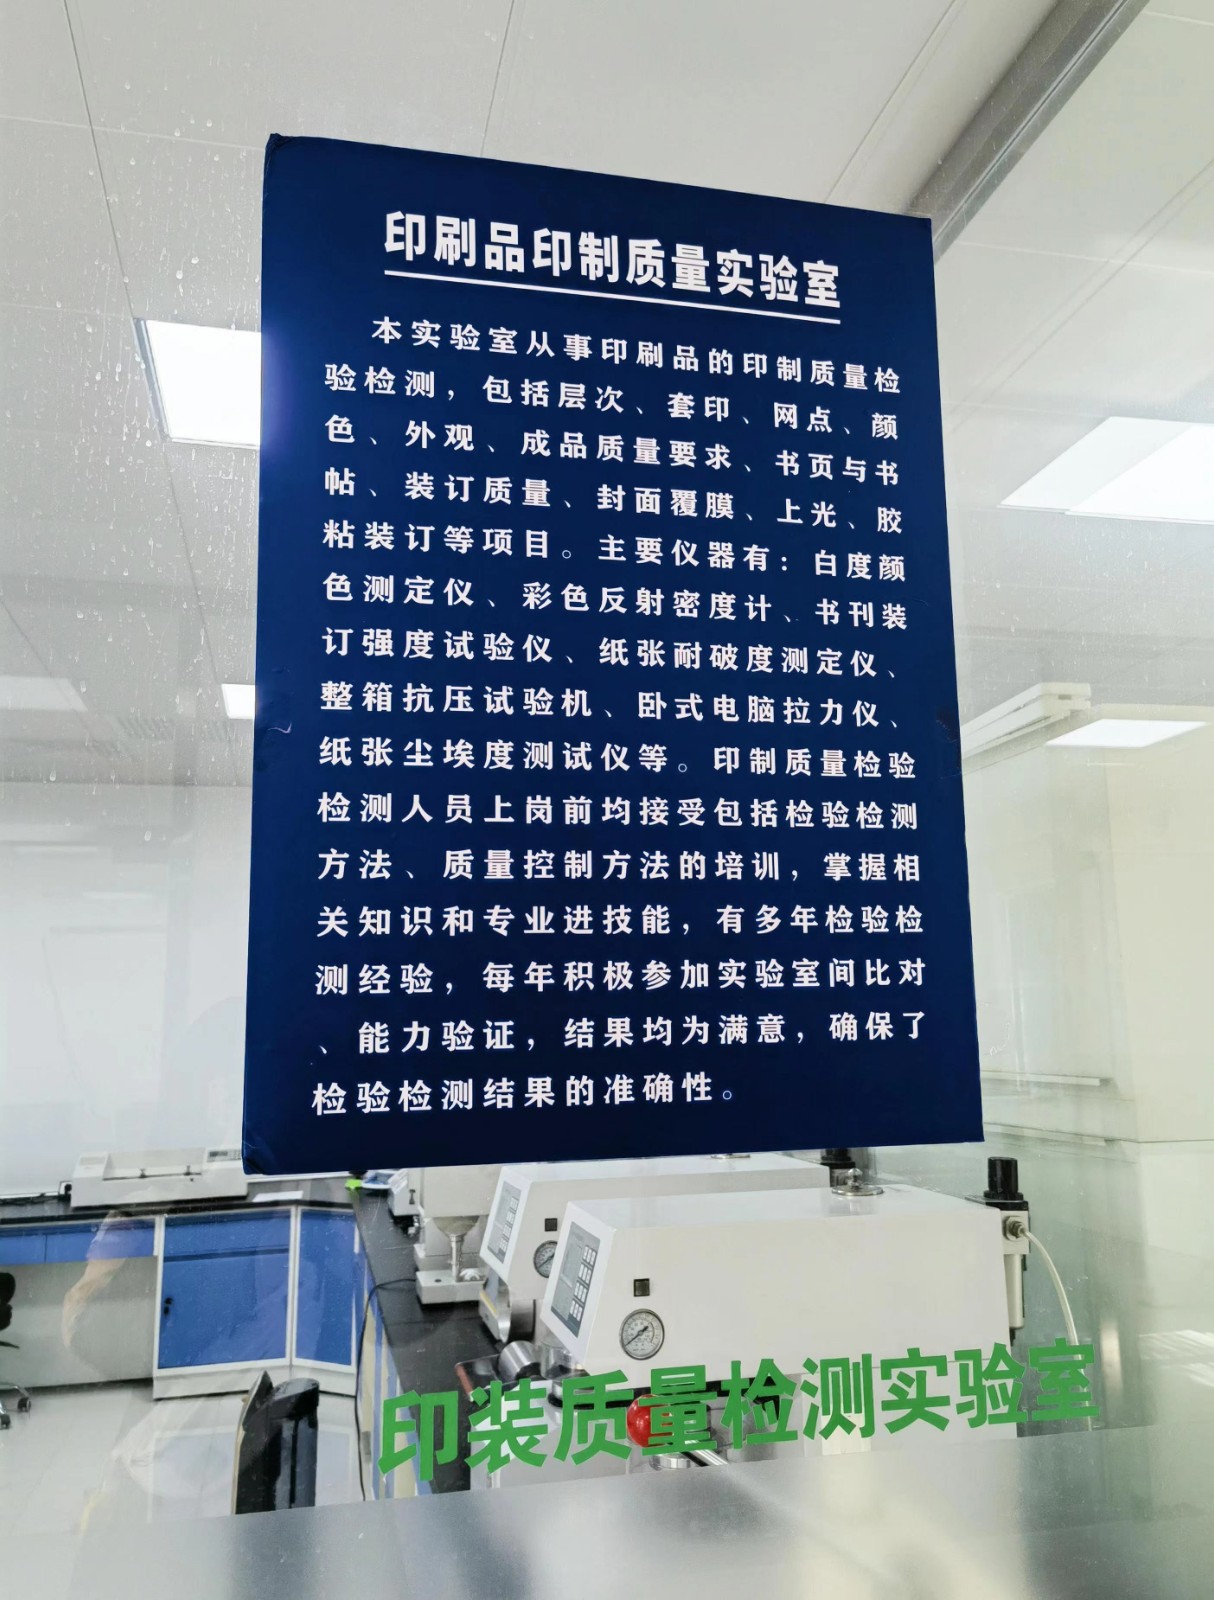 印刷品印制质量实验室
本实验室从事印刷品的印制质量检
验检测，包括层次、套印、网点、颜
色、外观、成品质量要求、书页与书
帖、装订质量、封面覆膜、上光、胶
粘装订等项目。主要仪器有：白度颜
色测定仪、彩色反射密度计、书刊装
订强度试验仪、纸张耐破度测定仪、
整箱抗压试验机、卧式电脑拉力仪、
纸张尘埃度测试仪等。印制质量检验
检测人员上岗前均接受包括检验检测
方法、质量控制方法的培训，掌握相
关知识和专业进技能，有多年检验检
测经验，每年积极参加实验室间比对
、能力验证，结果均为满意，确保了
检验检测结果的准确性。
印装质量检测实验室